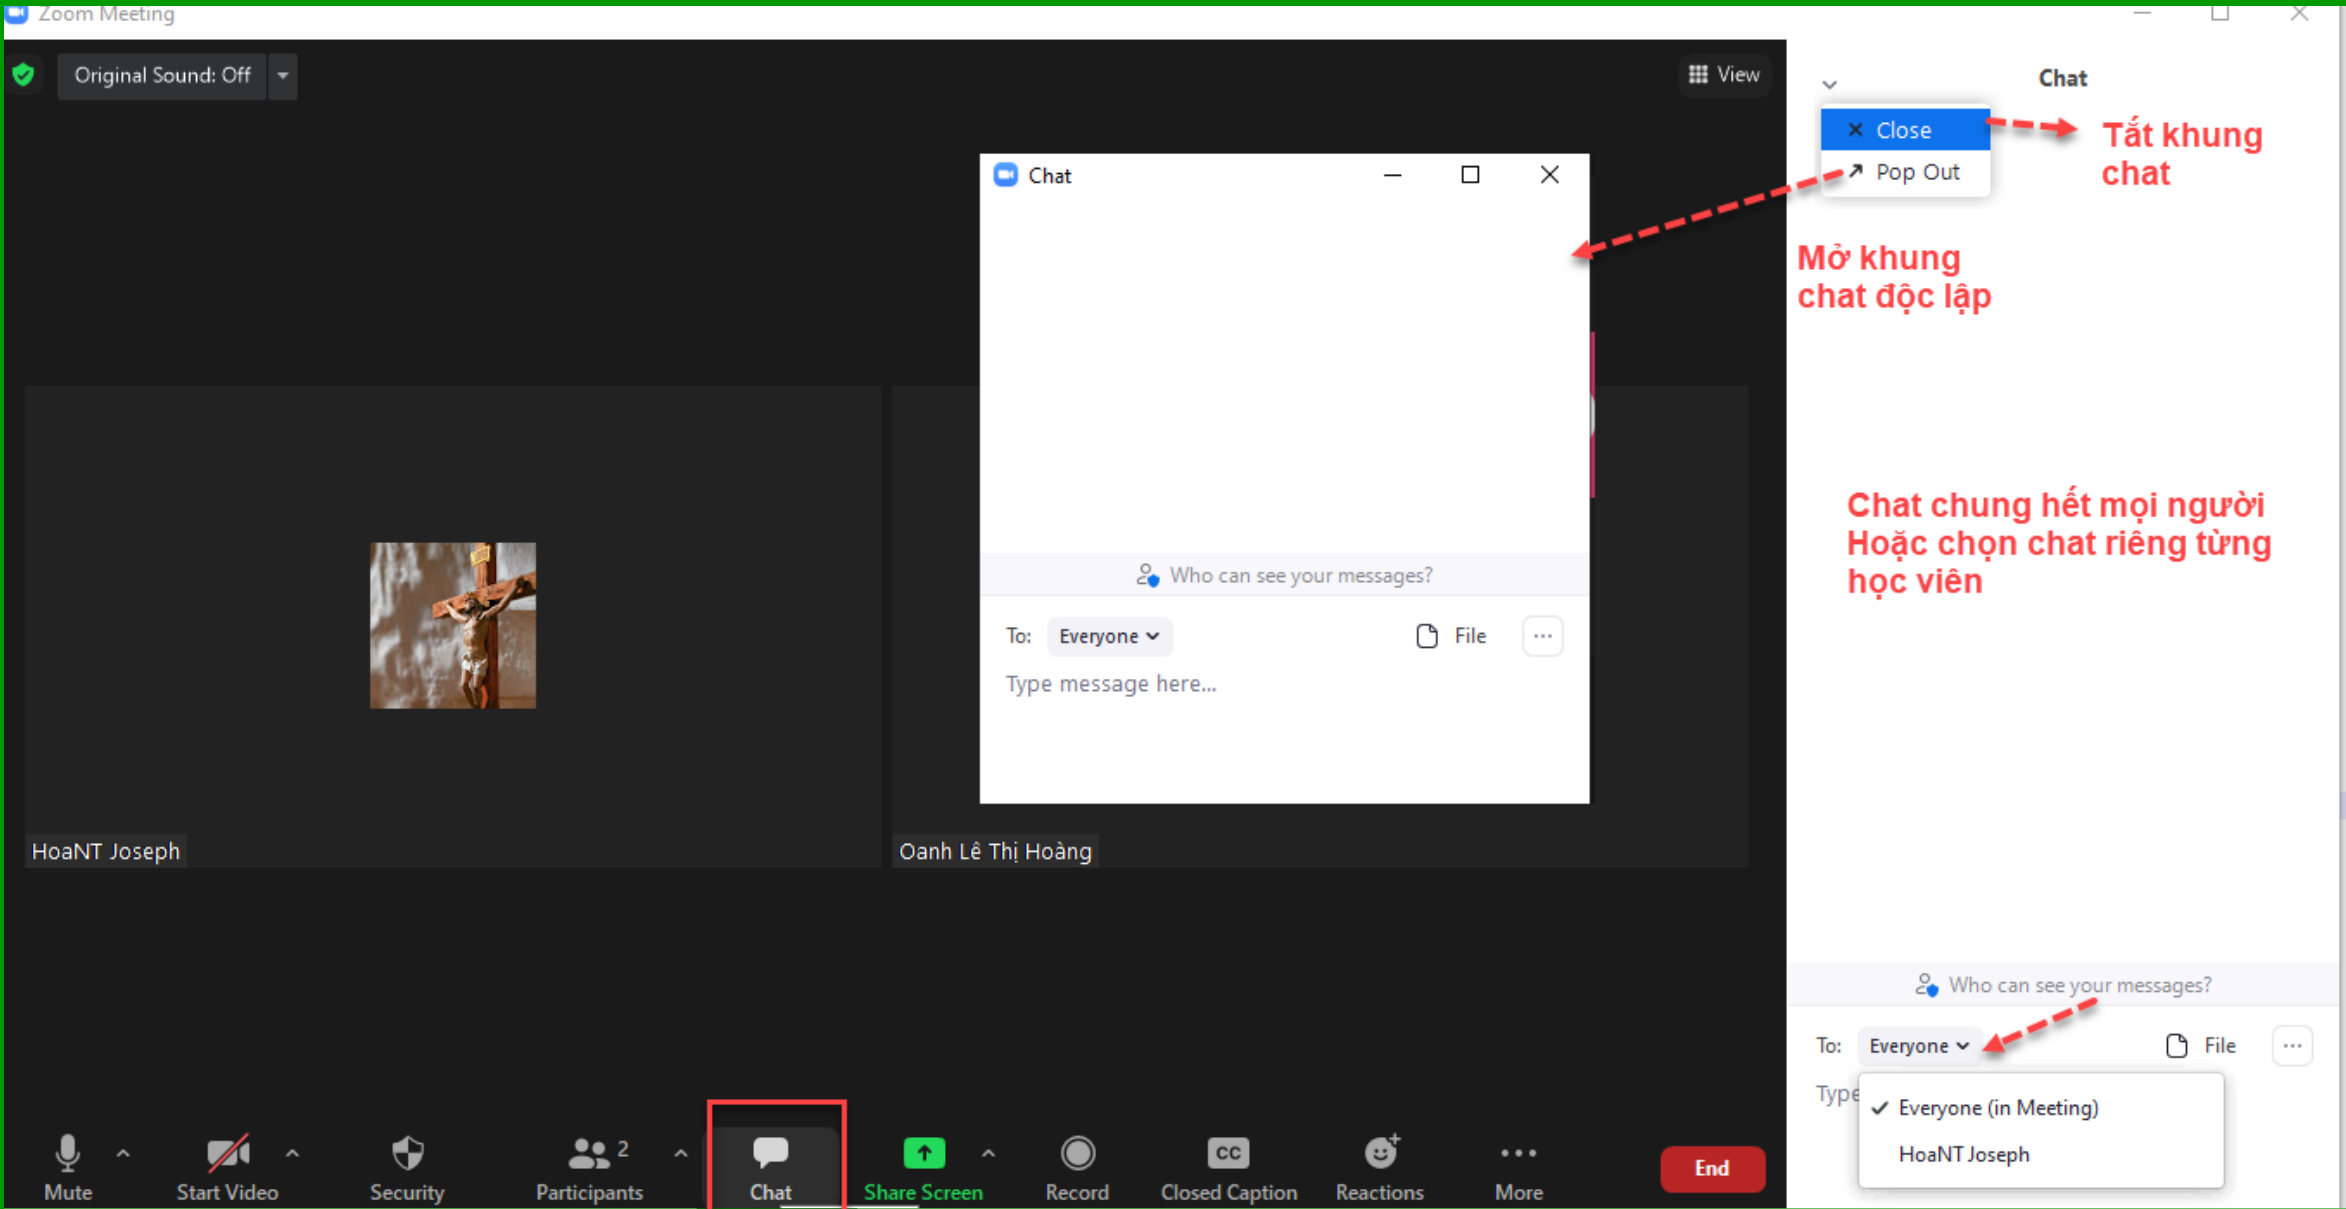 Zoom Meeting
Original Sound: Off
View
Chat
Close
Pop Out
Tắt khung
chat
Mở khung
chat độc lập
Chat
Who can see your messages?
To: Everyone File
Type message here...
Chat chung hết mọi người
Hoặc chọn chat riêng từng
học viên
HoaNT Joseph
Oanh Lê Thị Hoàng
Who can see your messages?
To: Everyone File
Type
Everyone (in Meeting)
HoaNT Joseph
Mute
Start Video
Security
2
Participants
Chat
Share Screen
Record
CC
Closed Caption
Reactions
More
End